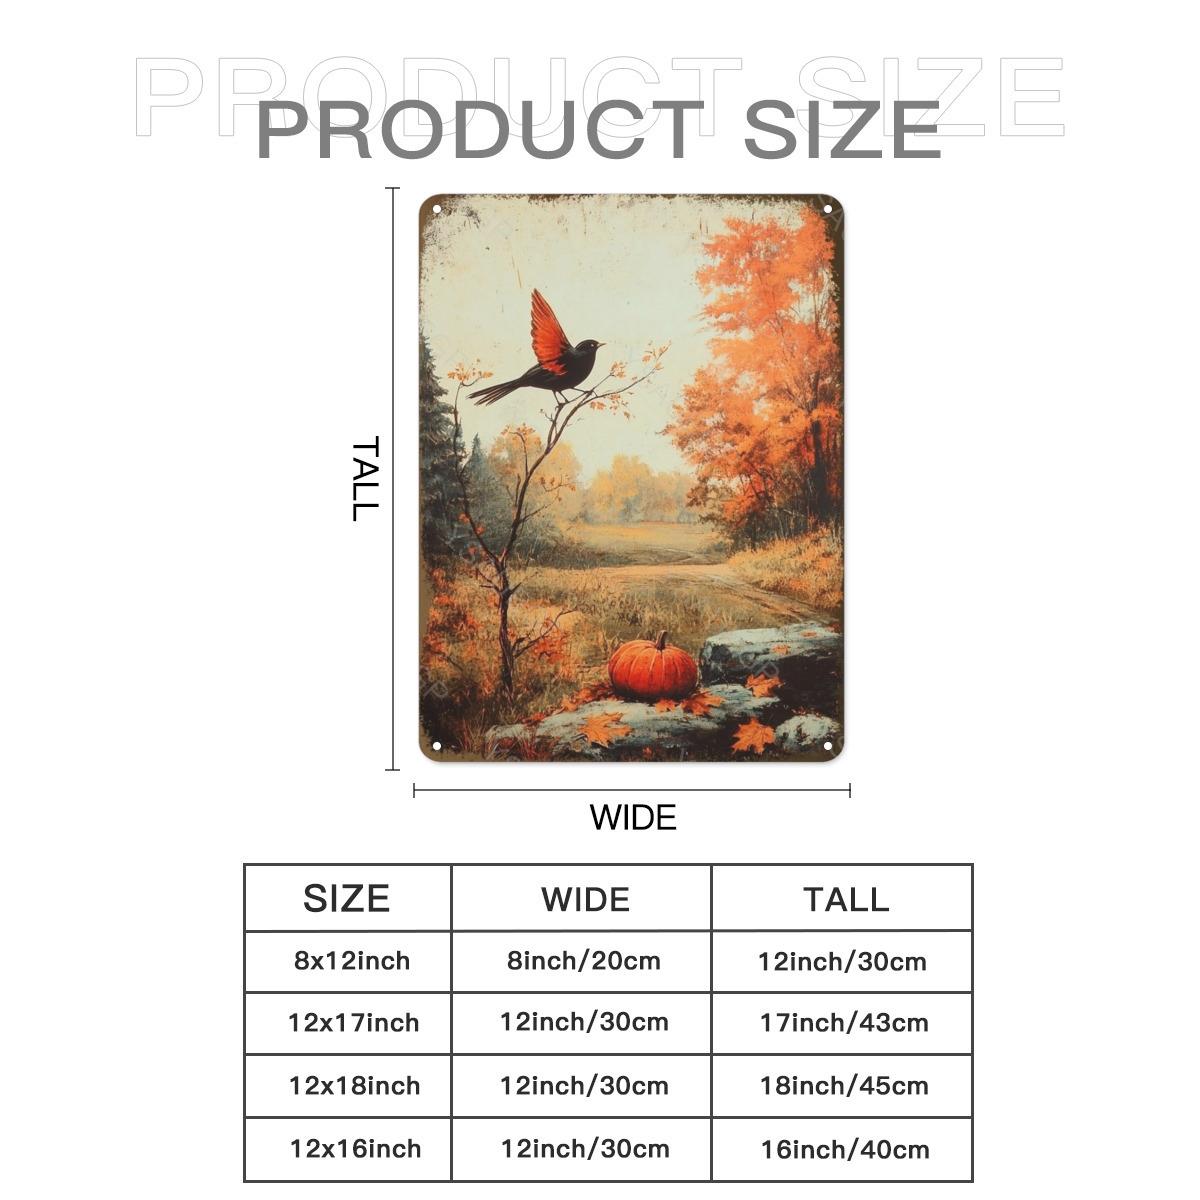 PRODUCT SIZE
PRODUCT SIZE
TALL
WIDE
SIZE WIDE TALL
8x12inch 8inch/20cm 12inch/30cm
12x17inch 12inch/30cm 17inch/43cm
12x18inch 12inch/30cm 18inch/45cm
12x16inch 12inch/30cm 16inch/40cm